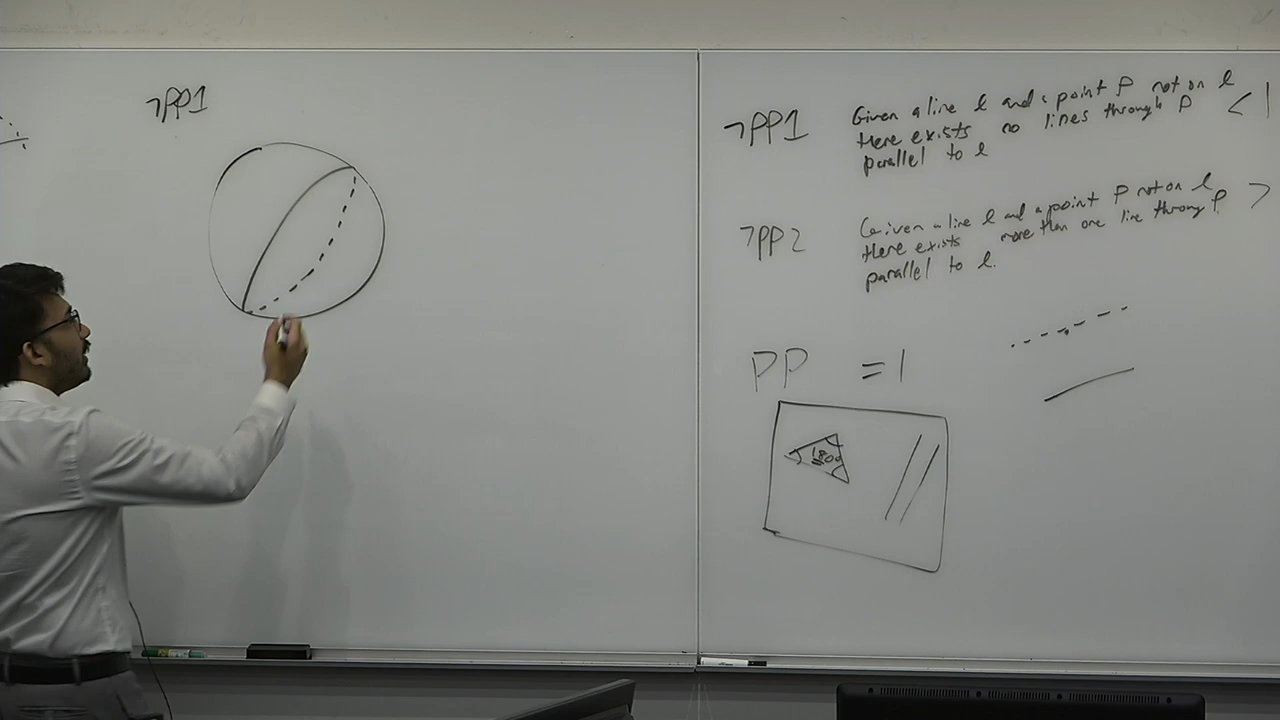 ¬PP1
¬PP1 Given a line l and a point P not on l
there exists no lines through P < 1
parallel to l
¬PP2 Given a line l and a point P not on l
there exists more than one line through P >
parallel to l.
PP = 1
180°